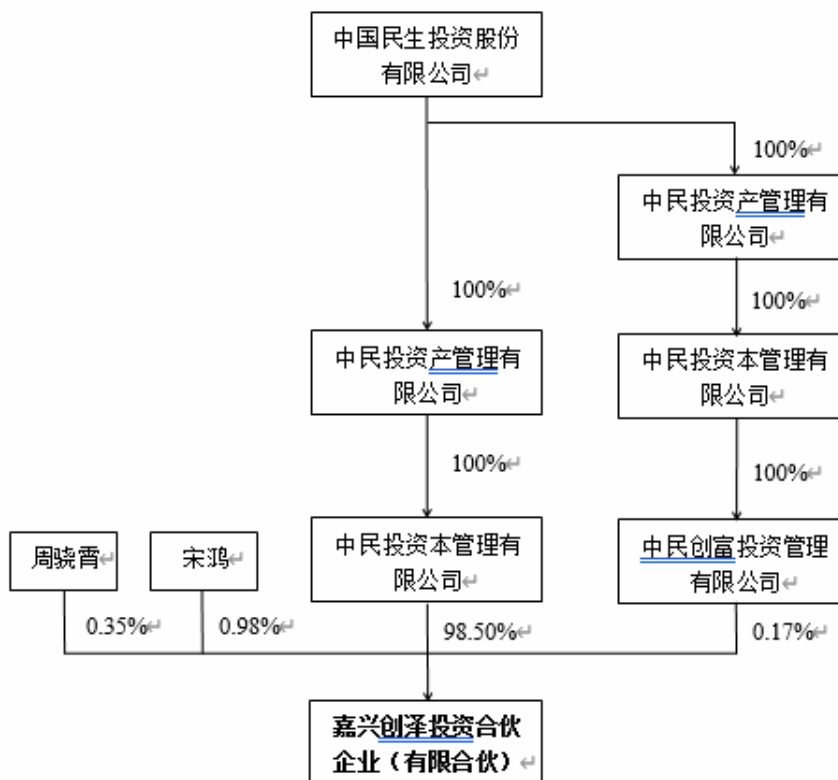 中国民生投资股份
有限公司↵
100%↵
中民投资产管理有
限公司↵
100%↵
100%↵
中民投资产管理有
限公司↵
中民投资本管理有
限公司↵
100%↵
100%↵
周骁霄↵
宋鸿↵
中民投资本管理有
限公司↵
中民创富投资管理
有限公司↵
0.35%↵
0.98%↵
98.50%↵
0.17%↵
嘉兴创泽投资合伙
企业（有限合伙）↵